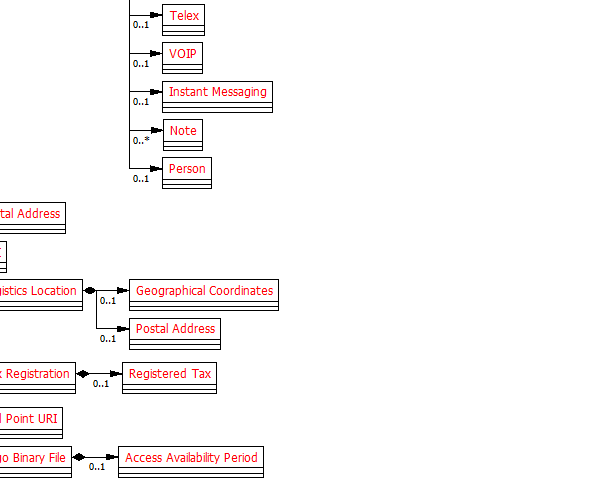 Telex
0..1
VOIP
0..1
Instant Messaging
0..1
Note
0..*
Person
0..1
tal Address
gistics Location
0..1
Geographical Coordinates
0..1
Postal Address
x Registration
0..1
Registered Tax
d Point URI
go Binary File
0..1
Access Availability Period